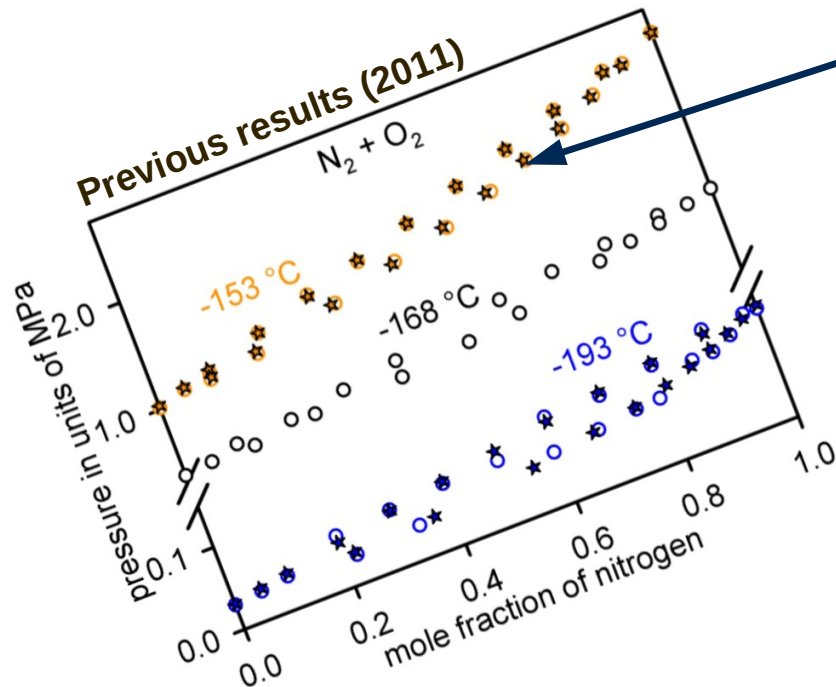 Previous results (2011)
N2 + O2
-153 °C
-168 °C
-193 °C
pressure in units of MPa
2.0
1.0
0.1
0.0
0.0
0.2
0.4
0.6
0.8
1.0
mole fraction of nitrogen